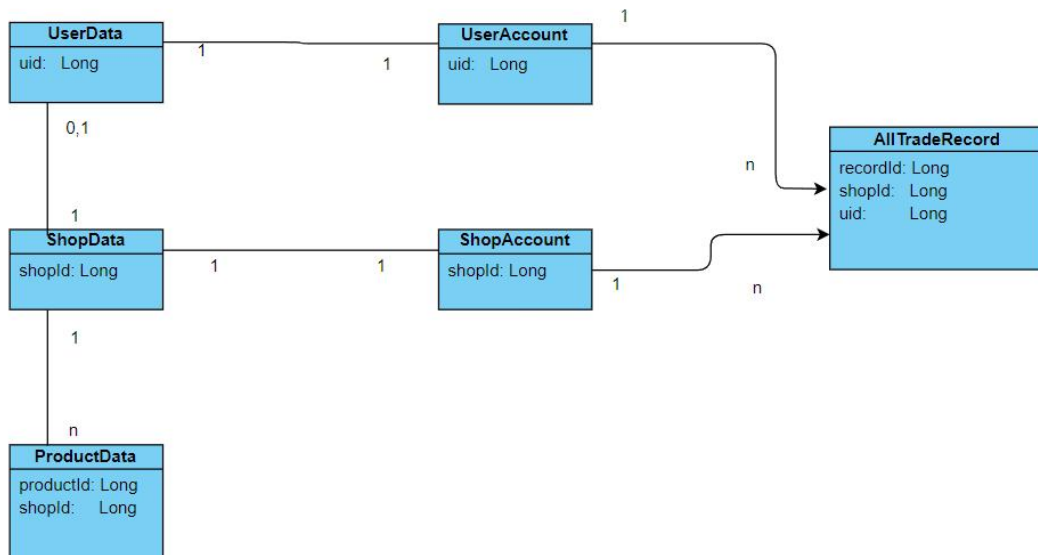 UserData
uid: Long
1
1
UserAccount
uid: Long
1
n
AllTradeRecord
recordId: Long
shopId: Long
uid: Long
0,1
1
ShopData
shopId: Long
1
1
ShopAccount
shopId: Long
1
n
1
n
ProductData
productId: Long
shopId: Long